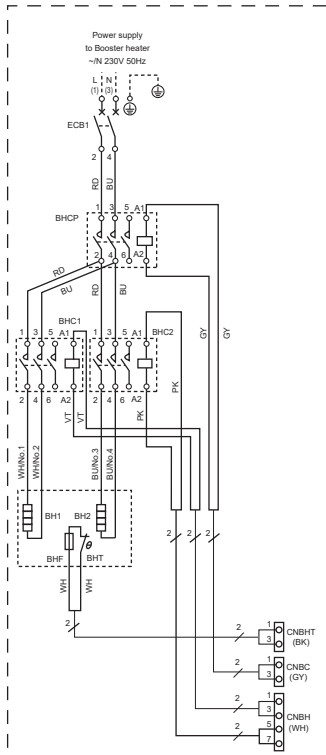 Power supply
to Booster heater
~/N 230V 50Hz
L N
(1) (3)
ECB1
2 4
RD BU
1 3 5 A1
BHCP
2 4 6 A2
RD
BU
RD BU
GY GY
BHC1
1 3 5 A1
1 3 5 A1
BHC2
2 4 6 A2
2 4 6 A2
VT VT
PK PK
WH/No.1 WH/No.2
BU/No.3 BU/No.4
BH1 BH2
θ
BHF BHT
WH WH
2 2 2
2
2 1 CNBHT
3 (BK)
2 1 CNBC
3 (GY)
1
2 3 CNBH
2 5 (WH)
7